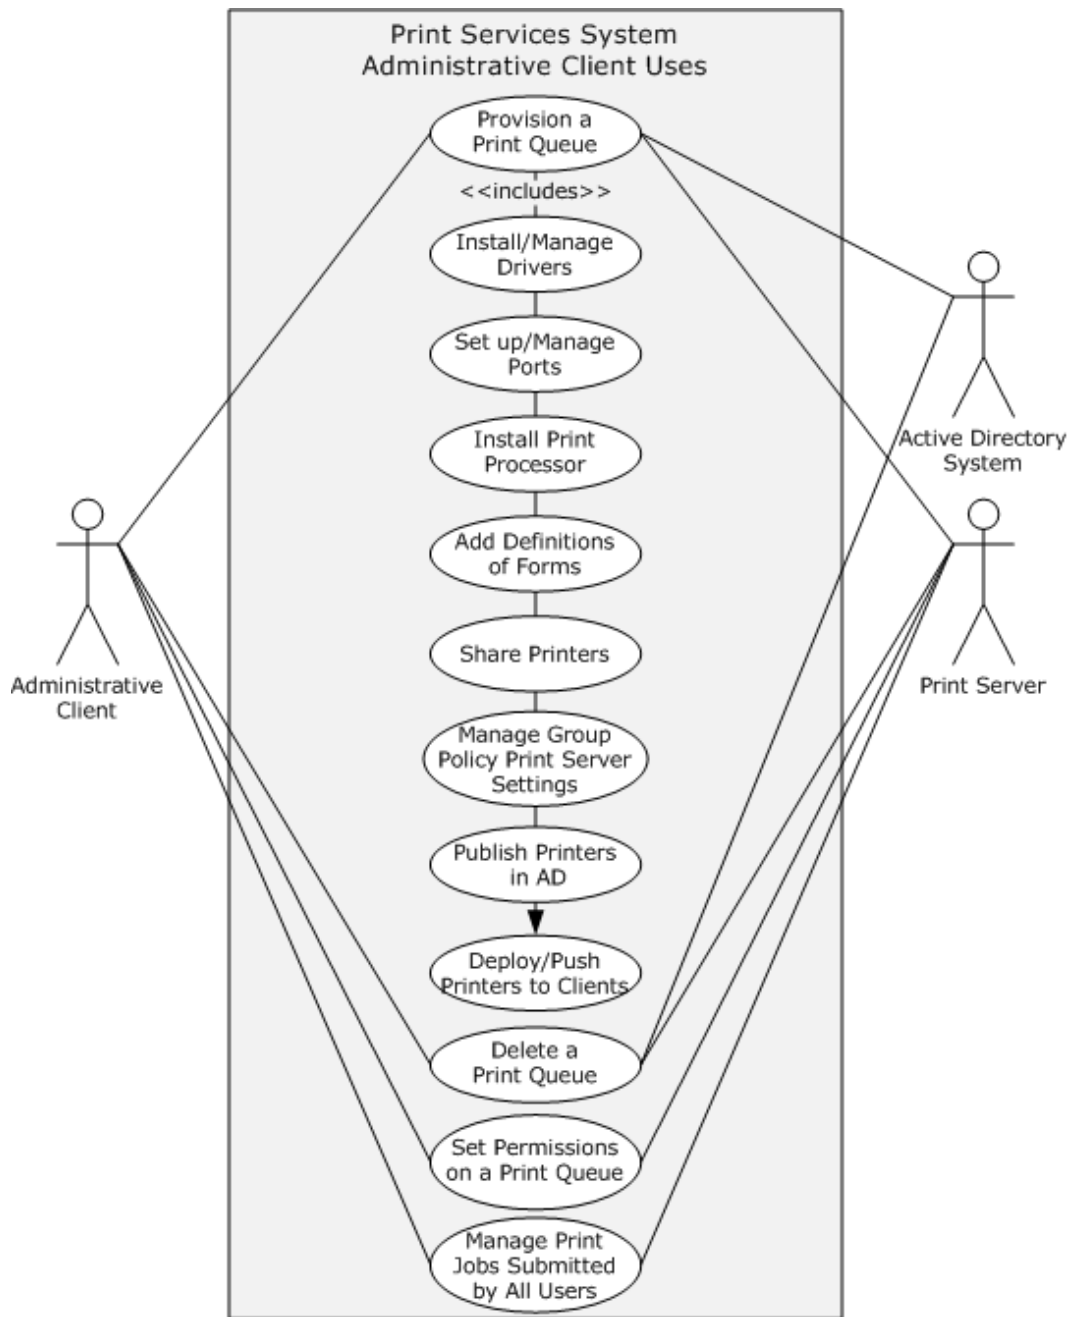 Print Services System
Administrative Client Uses
Provision a
Print Queue
<<includes>>
Install/Manage
Drivers
Set up/Manage
Ports
Install Print
Processor
Add Definitions
of Forms
Share Printers
Manage Group
Policy Print Server
Settings
Publish Printers
in AD
Deploy/Push
Printers to Clients
Delete a
Print Queue
Set Permissions
on a Print Queue
Manage Print
Jobs Submitted
by All Users
Administrative
Client
Active Directory
System
Print Server